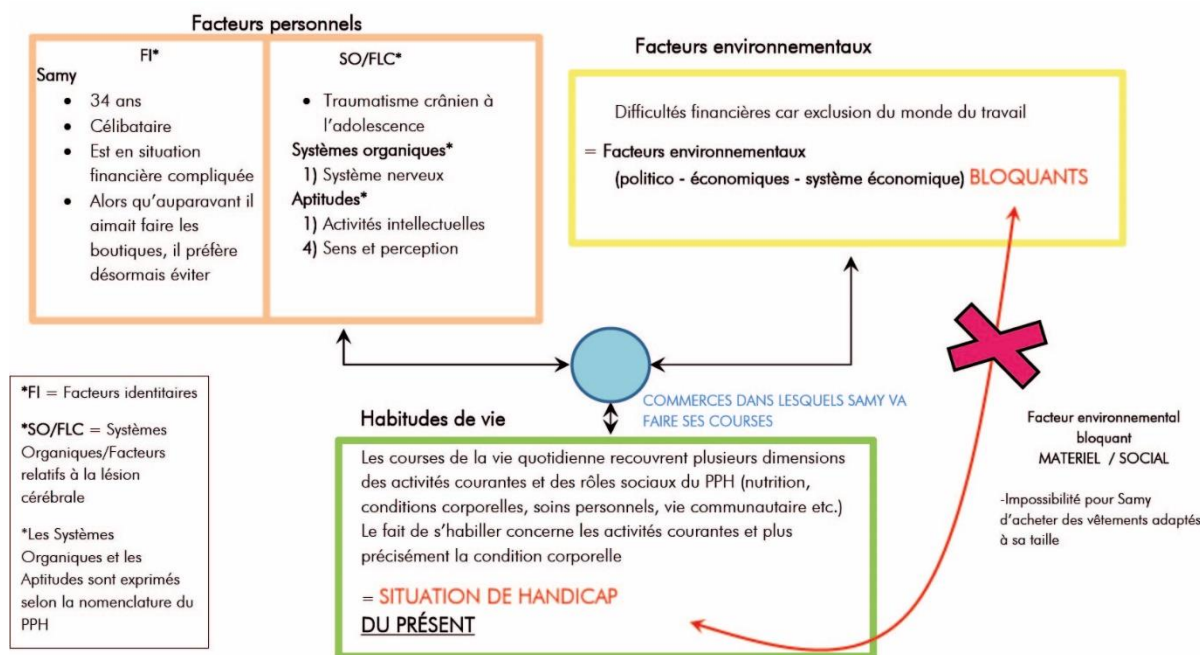 Facteurs personnels
FI*
Samy
• 34 ans
• Célibataire
• Est en situation
financière compliquée
• Alors qu’auparavant il
aimait faire les
boutiques, il préfère
désormais éviter
SO/FLC*
• Traumatisme crânien à
l’adolescence
Systèmes organiques*
1) Système nerveux
Aptitudes*
1) Activités intellectuelles
4) Sens et perception
Facteurs environnementaux
Difficultés financières car exclusion du monde du travail
= Facteurs environnementaux
(politico - économiques - système économique) BLOQUANTS
*FI = Facteurs identitaires
*SO/FLC = Systèmes
Organiques/Facteurs
relatifs à la lésion
cérébrale
*Les Systèmes
Organiques et les
Aptitudes sont exprimés
selon la nomenclature du
PPH
COMMERCES DANS LESQUELS SAMY VA
FAIRE SES COURSES
Habitudes de vie
Les courses de la vie quotidienne recouvrent plusieurs dimensions
des activités courantes et des rôles sociaux du PPH (nutrition,
conditions corporelles, soins personnels, vie communautaire etc.)
Le fait de s’habiller concerne les activités courantes et plus
précisément la condition corporelle
= SITUATION DE HANDICAP
DU PRÉSENT
Facteur environnemental
bloquant
MATERIEL / SOCIAL
-Impossibilité pour Samy
d’acheter des vêtements adaptés
à sa taille